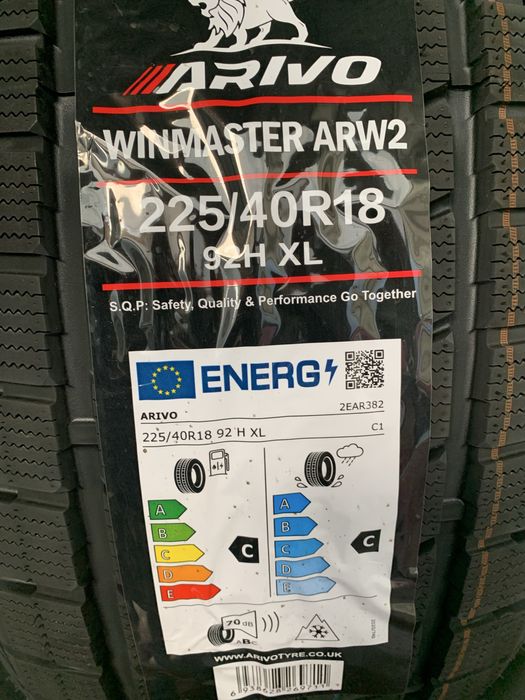 ARIVO
WINMASTER ARW2
225/40R18
92H XL
S.Q.P: Safety, Quality & Performance Go Together
ENERG
ARIVO 2EAR382
225/40R18 92 H XL C1
A A
B B
C C C C
D D
E E
70 dB
ABC
WWW.ARIVOTYRE.CO.UK